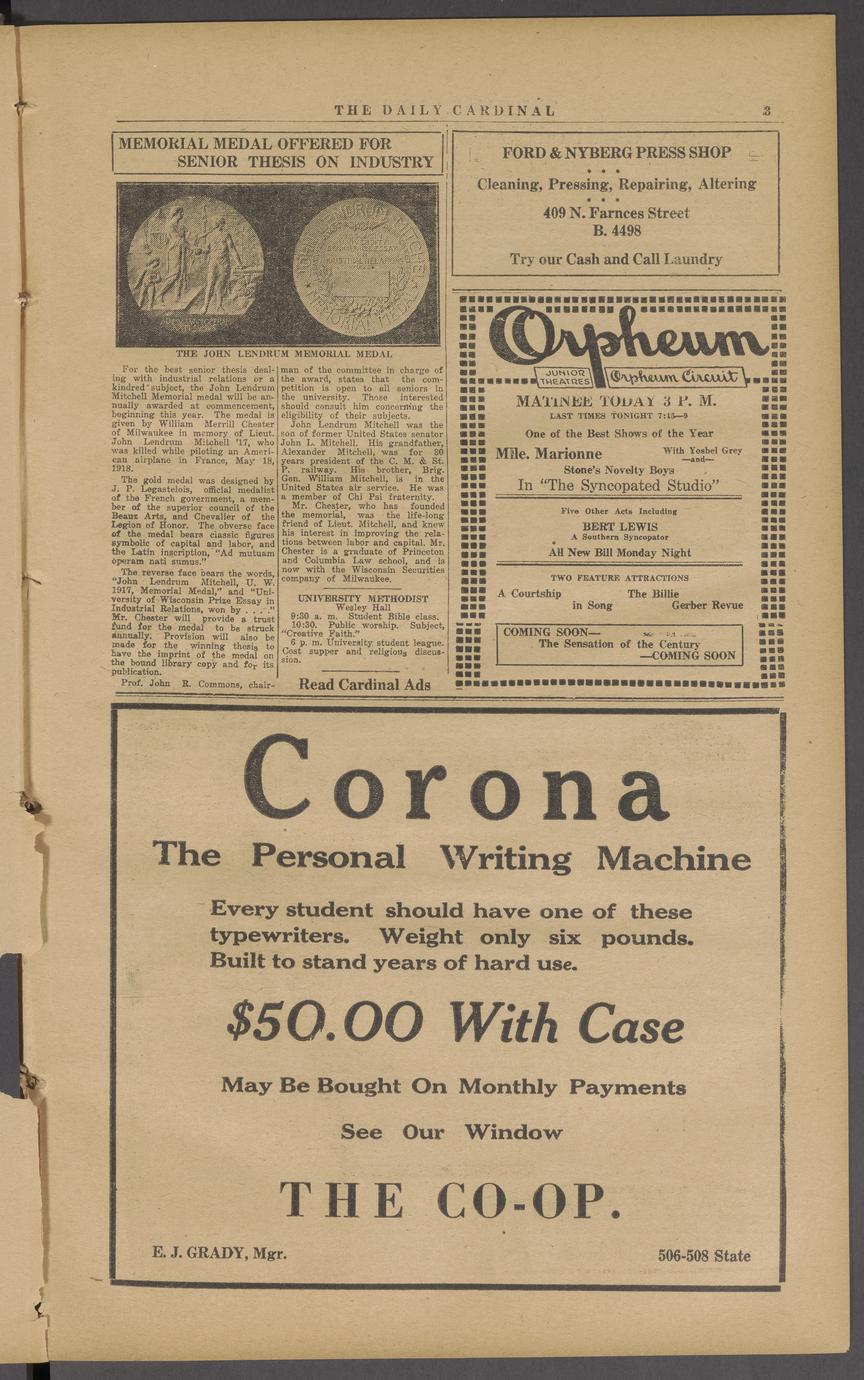 THE DAILY CARDINAL
3
MEMORIAL MEDAL OFFERED FOR
SENIOR THESIS ON INDUSTRY
THE JOHN LENDRUM MEMORIAL MEDAL
For the best senior thesis deal-
ing with industrial relations or a
kindred subject, the John Lendrum
Mitchell Memorial medal will be an-
nually awarded at commencement,
beginning this year. The medal is
given by William Merrill Chester
of Milwaukee in memory of Lieut.
John Lendrum Mitchell '17, who
was killed while piloting an Ameri-
can airplane in France, May 18,
1918.
The gold medal was designed by
J. P. Legastelois, official medalist
of the French government, a mem-
ber of the superior council of the
Beaux Arts, and Chevalier of the
Legion of Honor. The obverse face
of the medal bears classic figures
symbolic of capital and labor, and
the Latin inscription, "Ad mutuam
operam nati sumus."
The reverse face bears the words,
"John Lendrum Mitchell, U. W.
1917, Memorial Medal," and "Uni-
versity of Wisconsin Prize Essay in
Industrial Relations, won by . . . ."
Mr. Chester will provide a trust
fund for the medal to be struck
annually. Provision will also be
made for the winning thesis to
have the imprint of the medal on
the bound library copy and for its
publication.
Prof. John R. Commons, chair-
man of the committee in charge of
the award, states that the com-
petition is open to all seniors in
the university. Those interested
should consult him concerning the
eligibility of their subjects.
John Lendrum Mitchell was the
son of former United States senator
John L. Mitchell. His grandfather,
Alexander Mitchell, was for 30
years president of the C. M. & St.
P. railway. His brother, Brig.
Gen. William Mitchell, is in the
United States air service. He was
a member of Chi Psi fraternity.
Mr. Chester, who has founded
the memorial, was the life-long
friend of Lieut. Mitchell, and knew
his interest in improving the rela-
tions between labor and capital. Mr.
Chester is a graduate of Princeton
and Columbia Law school, and is
now with the Wisconsin Securities
company of Milwaukee.
UNIVERSITY METHODIST
Wesley Hall
9:30 a. m. Student Bible class.
10:30. Public worship. Subject,
"Creative Faith."
6 p. m. University student league.
Cost supper and religious discus-
sion.
Read Cardinal Ads
FORD & NYBERG PRESS SHOP
Cleaning, Pressing, Repairing, Altering
409 N. Farnces Street
B. 4498
Try our Cash and Call Laundry
Orpheum
JUNIOR
THEATRES
Orpheum Circuit
MATINEE TODAY 3 P. M.
LAST TIMES TONIGHT 7:15—9
One of the Best Shows of the Year
Mlle. Marionne With Yosbel Grey
—and—
Stone's Novelty Boys
In "The Syncopated Studio"
Five Other Acts Including
BERT LEWIS
A Southern Syncopator
All New Bill Monday Night
TWO FEATURE ATTRACTIONS
A Courtship The Billie
in Song Gerber Revue
COMING SOON—
The Sensation of the Century
—COMING SOON
Corona
The Personal Writing Machine
Every student should have one of these
typewriters. Weight only six pounds.
Built to stand years of hard use.
$50.00 With Case
May Be Bought On Monthly Payments
See Our Window
THE CO-OP.
E. J. GRADY, Mgr.
506-508 State